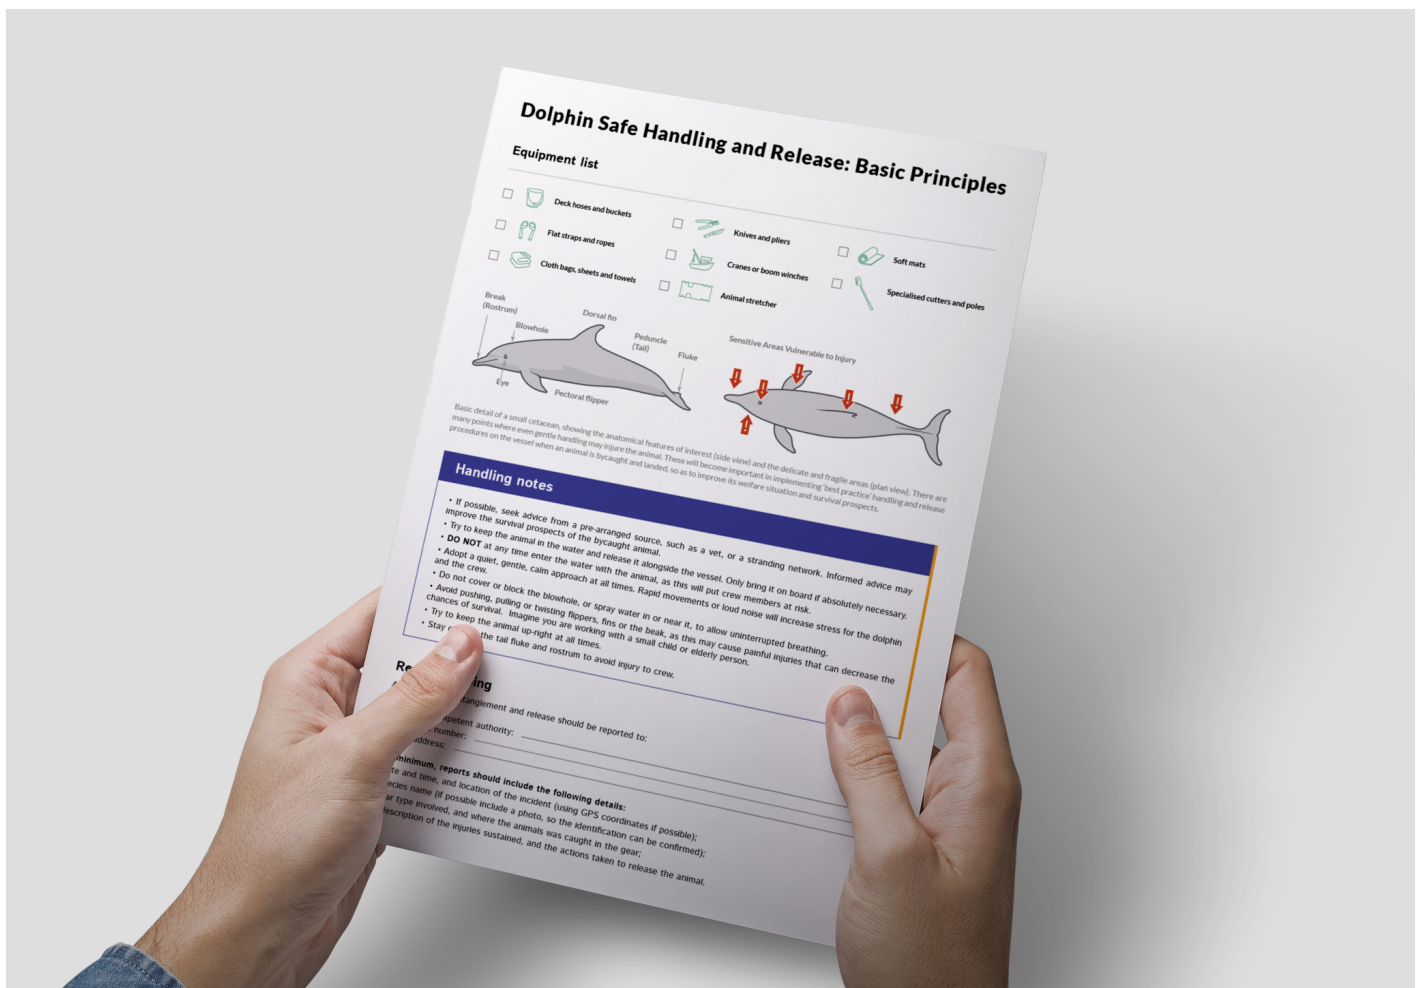 Dolphin Safe Handling and Release: Basic Principles
Equipment list
Deck hoses and buckets
Flat straps and ropes
Cloth bags, sheets and towels
Knives and pliers
Cranes or boom winches
Animal stretcher
Soft mats
Specialised cutters and poles
Break
(Rostrum)
Blowhole
Dorsal fin
Peduncle
(Tail)
Fluke
Eye
Pectoral flipper
Sensitive Areas Vulnerable to Injury
Basic detail of a small cetacean, showing the anatomical features of interest (side view) and the delicate and fragile areas (plan view). There are
many points where even gentle handling may injure the animal. These will become important in implementing 'best practice' handling and release
procedures on the vessel when an animal is bycaught and landed, so as to improve its welfare situation and survival prospects.
Handling notes
• If possible, seek advice from a pre-arranged source, such as a vet, or a stranding network. Informed advice may
improve the survival prospects of the bycaught animal.
• Try to keep the animal in the water and release it alongside the vessel. Only bring it on board if absolutely necessary.
• DO NOT at any time enter the water with the animal, as this will put crew members at risk.
• Adopt a quiet, gentle, calm approach at all times. Rapid movements or loud noise will increase stress for the dolphin
and the crew.
• Do not cover or block the blowhole, or spray water in or near it, to allow uninterrupted breathing.
• Avoid pushing, pulling or twisting flippers, fins or the beak, as this may cause painful injuries that can decrease the
chances of survival. Imagine you are working with a small child or elderly person.
• Try to keep the animal up-right at all times.
• Stay the tail fluke and rostrum to avoid injury to crew.
and release should be reported to:
authority:
number:
minimum, reports should include the following details:
and time, and location of the incident (using GPS coordinates if possible);
name (if possible include a photo, so the identification can be confirmed);
type involved, and where the animals was caught in the gear;
of the injuries sustained, and the actions taken to release the animal.